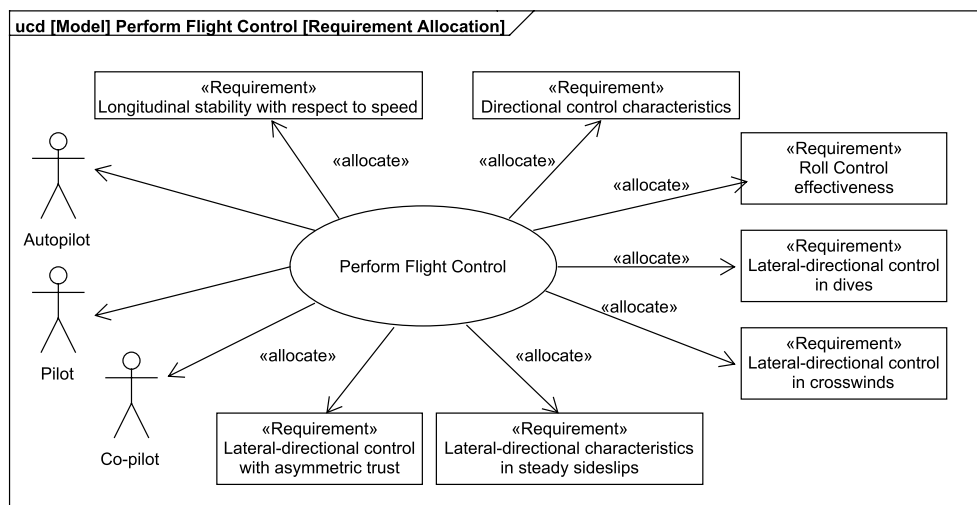 ucd [Model] Perform Flight Control [Requirement Allocation]
«Requirement»
Longitudinal stability with respect to speed
«Requirement»
Directional control characteristics
«allocate»
«allocate»
«Requirement»
Roll Control
effectiveness
«allocate»
Autopilot
Perform Flight Control
«allocate»
«Requirement»
Lateral-directional control
in dives
«allocate»
Pilot
«allocate»
«allocate»
«Requirement»
Lateral-directional control
in crosswinds
Co-pilot
«Requirement»
Lateral-directional control
with asymmetric trust
«Requirement»
Lateral-directional characteristics
in steady sideslips